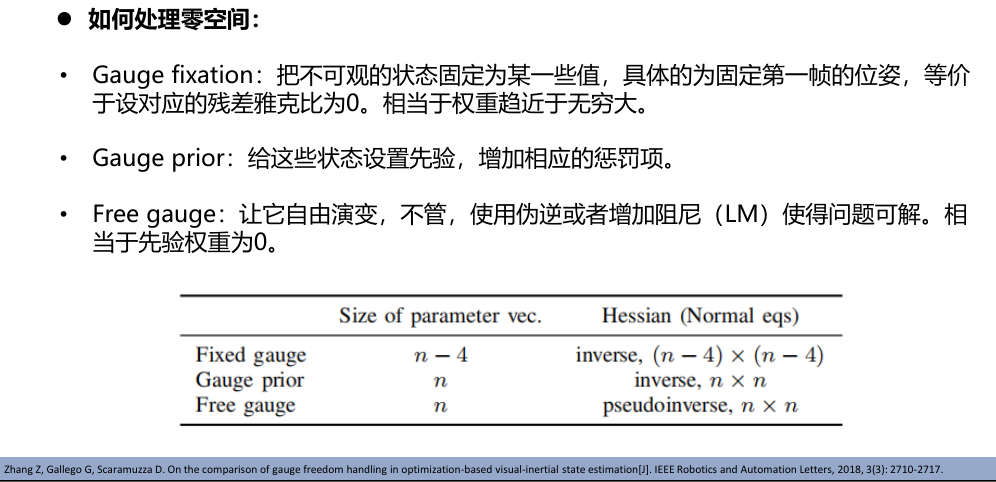 ● 如何处理零空间：
• Gauge fixation：把不可观的状态固定为某一些值，具体的为固定第一帧的位姿，等价
于设对应的残差雅克比为0。相当于权重趋近于无穷大。
• Gauge prior：给这些状态设置先验，增加相应的惩罚项。
• Free gauge：让它自由演变，不管，使用伪逆或者增加阻尼（LM）使得问题可解。相
当于先验权重为0。
Size of parameter vec. Hessian (Normal eqs)
Fixed gauge n − 4 inverse, (n − 4) × (n − 4)
Gauge prior n inverse, n × n
Free gauge n pseudoinverse, n × n
Zhang Z, Gallego G, Scaramuzza D. On the comparison of gauge freedom handling in optimization-based visual-inertial state estimation[J]. IEEE Robotics and Automation Letters, 2018, 3(3): 2710-2717.